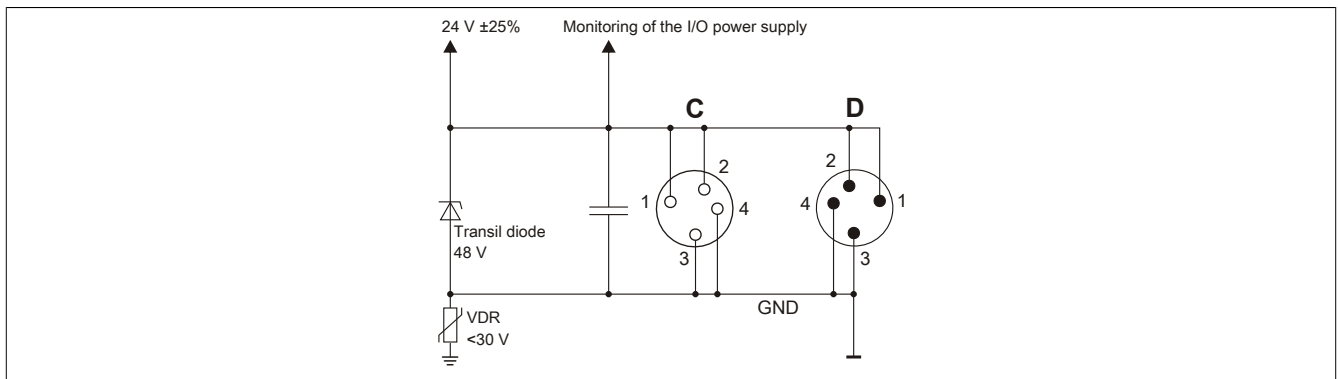 24 V ±25%
Monitoring of the I/O power supply
C
D
2
2
1
4
4
1
3
3
Transil diode
48 V
GND
VDR
<30 V